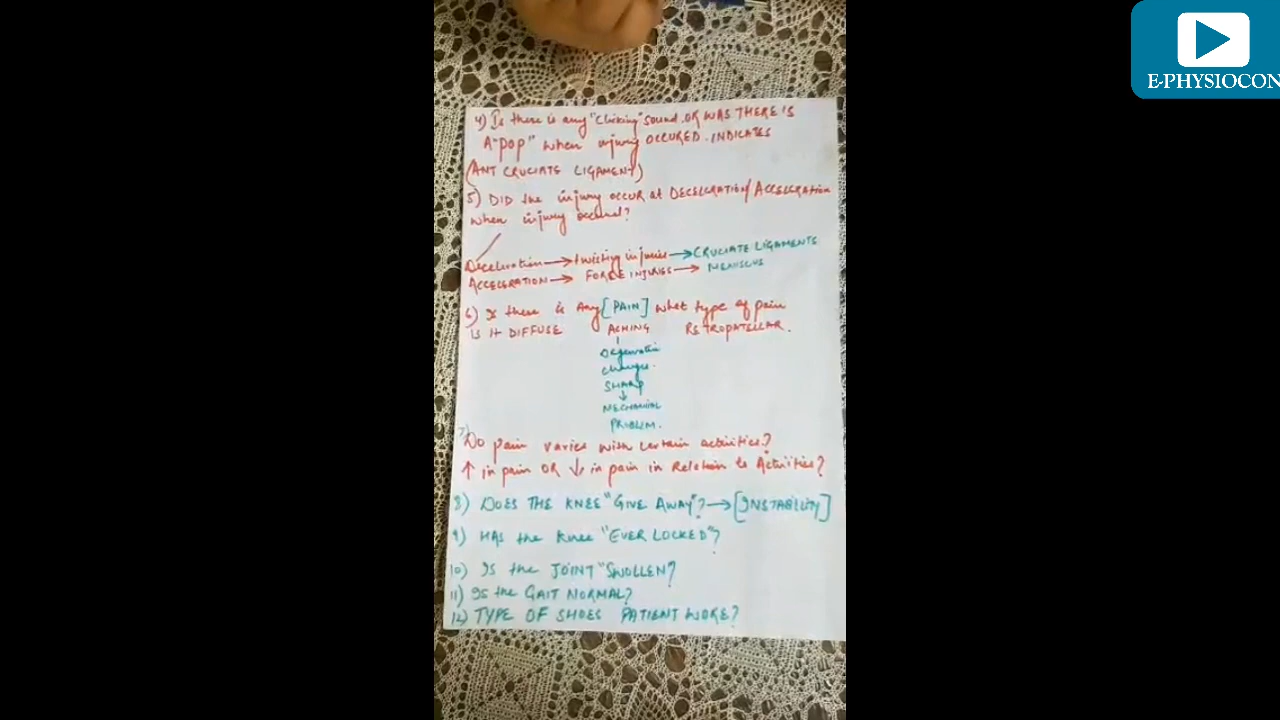 E-PHYSIOCON
4) Is there is any "Clicking" sound. OR WAS THERE IS
A-"POP" when injury OCCURED. INDICATES
(ANT CRUCIATE LIGAMENT)
5) DID the injury OCCUR at DECELERATION/ACCELERATION
when injury occured?
Deceleration → twisting injuries → CRUCIATE LIGAMENTS
ACCELERATION → FORCE INJURIES → MENISCUS
6) Is there is Any [PAIN] What type of pain
IS IT DIFFUSE ACHING RETROPATELLAR.
Degenerative
changes.
SHARP
↓
MECHANICAL
PROBLEM.
7) Do pain varies with certain activities?
↑ in pain OR ↓ in pain in Relation to Activities?
8) DOES THE KNEE "GIVE AWAY"? → [INSTABILITY]
9) HAS the knee "EVER LOCKED"?
10) Is the JOINT "SWOLLEN?
11) Is the GAIT NORMAL?
12) TYPE OF SHOES PATIENT WORE?